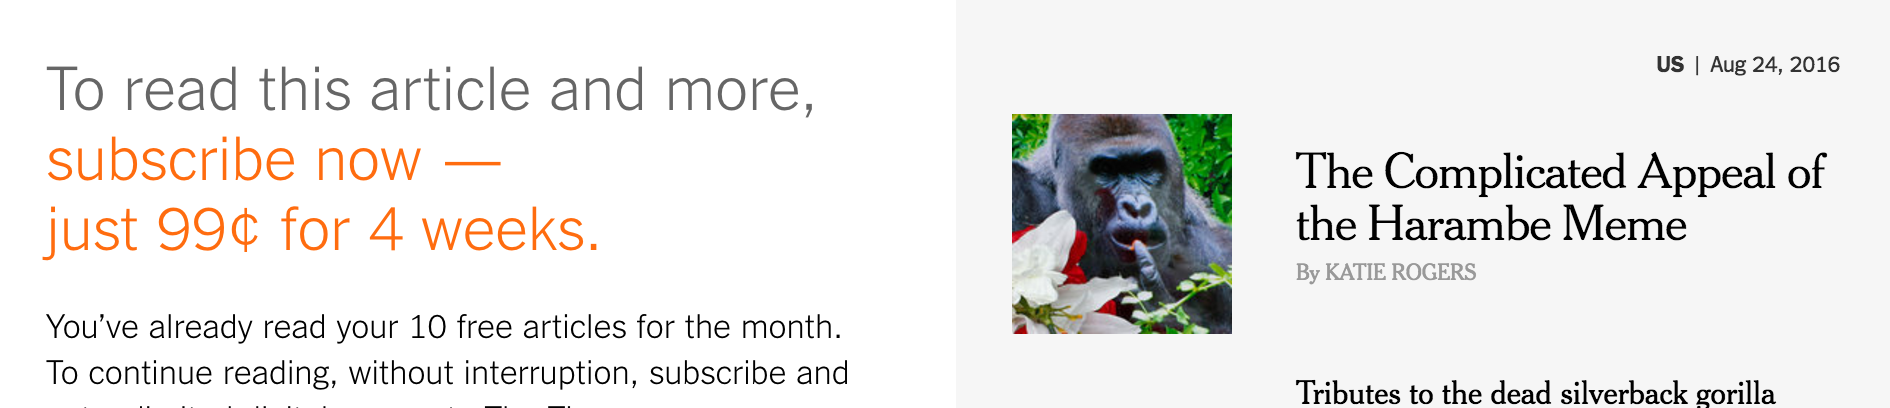 To read this article and more,
subscribe now —
just 99¢ for 4 weeks.
You’ve already read your 10 free articles for the month.
To continue reading, without interruption, subscribe and
US | Aug 24, 2016
The Complicated Appeal of
the Harambe Meme
By KATIE ROGERS
Tributes to the dead silverback gorilla